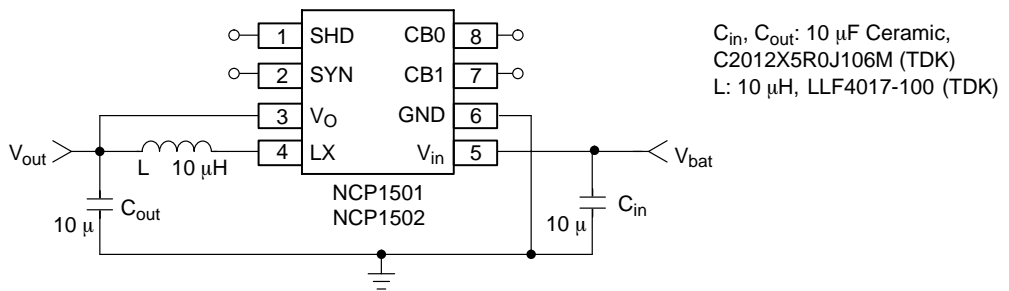 1 SHD CB0 8
2 SYN CB1 7
3 VO GND 6
4 LX Vin 5
Vout
L 10 μH
Vbat
NCP1501
NCP1502
Cout
10 μ
Cin
10 μ
Cin, Cout: 10 μF Ceramic,
C2012X5R0J106M (TDK)
L: 10 μH, LLF4017-100 (TDK)